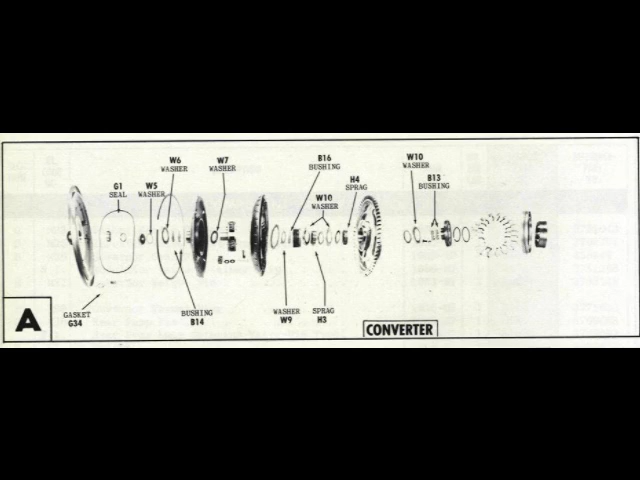 W6
WASHER
W7
WASHER
B16
BUSHING
W10
WASHER
G1
SEAL
W5
WASHER
H4
SPRAG
B13
BUSHING
W10
WASHER
GASKET
G34
BUSHING
B14
WASHER
W9
SPRAG
H3
A
CONVERTER